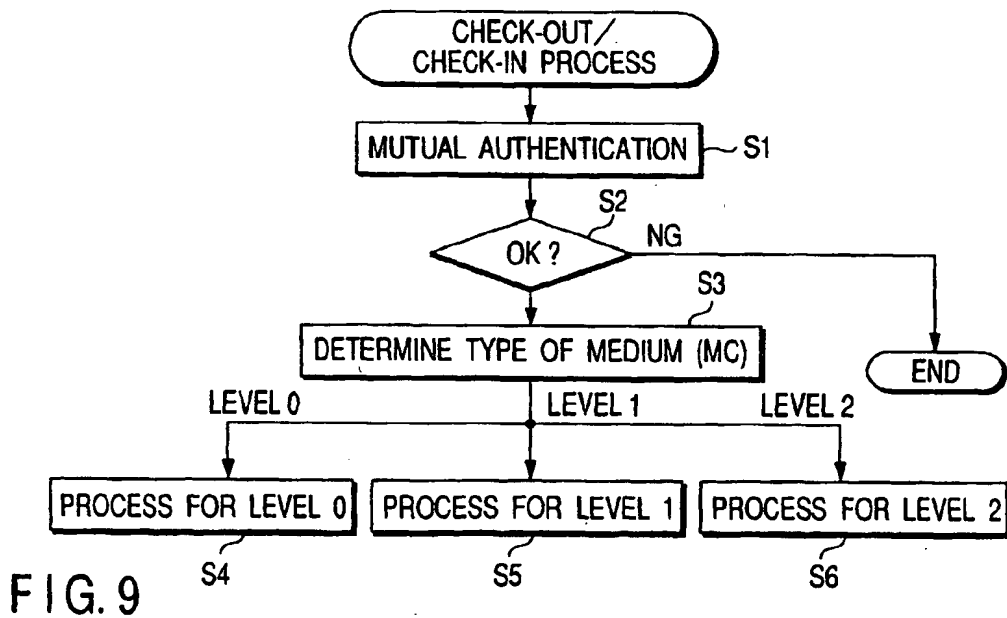 CHECK-OUT/
CHECK-IN PROCESS
MUTUAL AUTHENTICATION
S1
S2
OK ?
NG
S3
DETERMINE TYPE OF MEDIUM (MC)
END
LEVEL 0
LEVEL 1
LEVEL 2
PROCESS FOR LEVEL 0
PROCESS FOR LEVEL 1
PROCESS FOR LEVEL 2
S4
S5
S6
FIG. 9